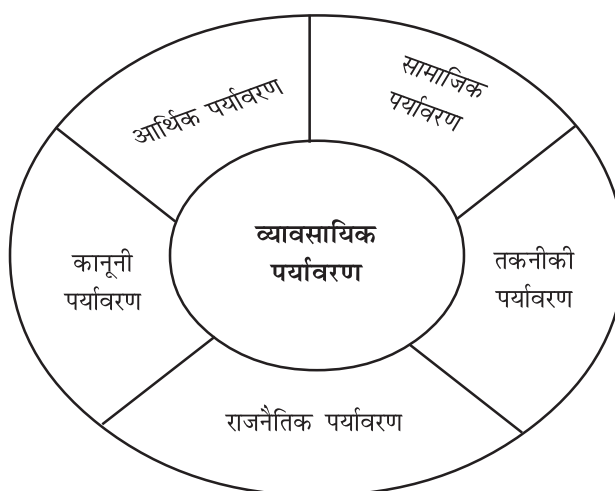 आर्थिक पर्यावरण
सामाजिक
पर्यावरण
व्यावसायिक
पर्यावरण
कानूनी
पर्यावरण
तकनीकी
पर्यावरण
राजनैतिक पर्यावरण